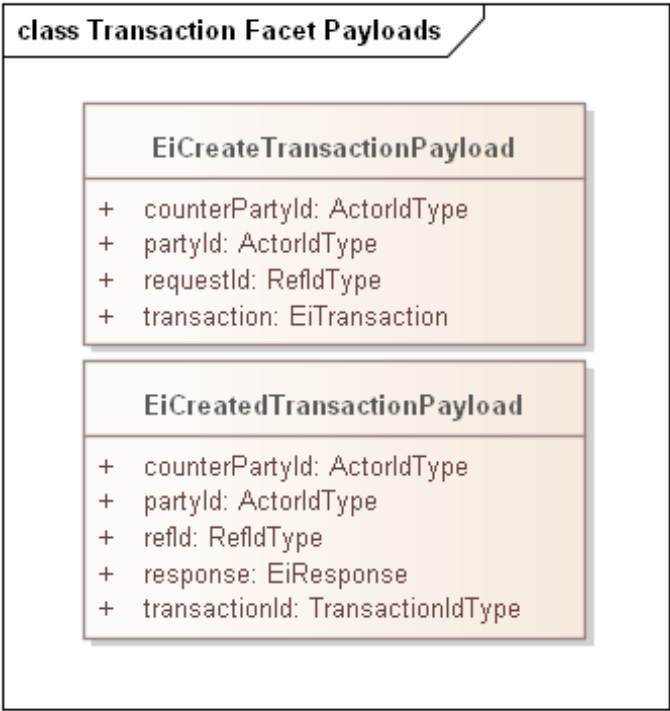 class Transaction Facet Payloads
EiCreateTransactionPayload
+ counterPartyId: ActorIdType
+ partyId: ActorIdType
+ requestId: RefIdType
+ transaction: EiTransaction
EiCreatedTransactionPayload
+ counterPartyId: ActorIdType
+ partyId: ActorIdType
+ refId: RefIdType
+ response: EiResponse
+ transactionId: TransactionIdType